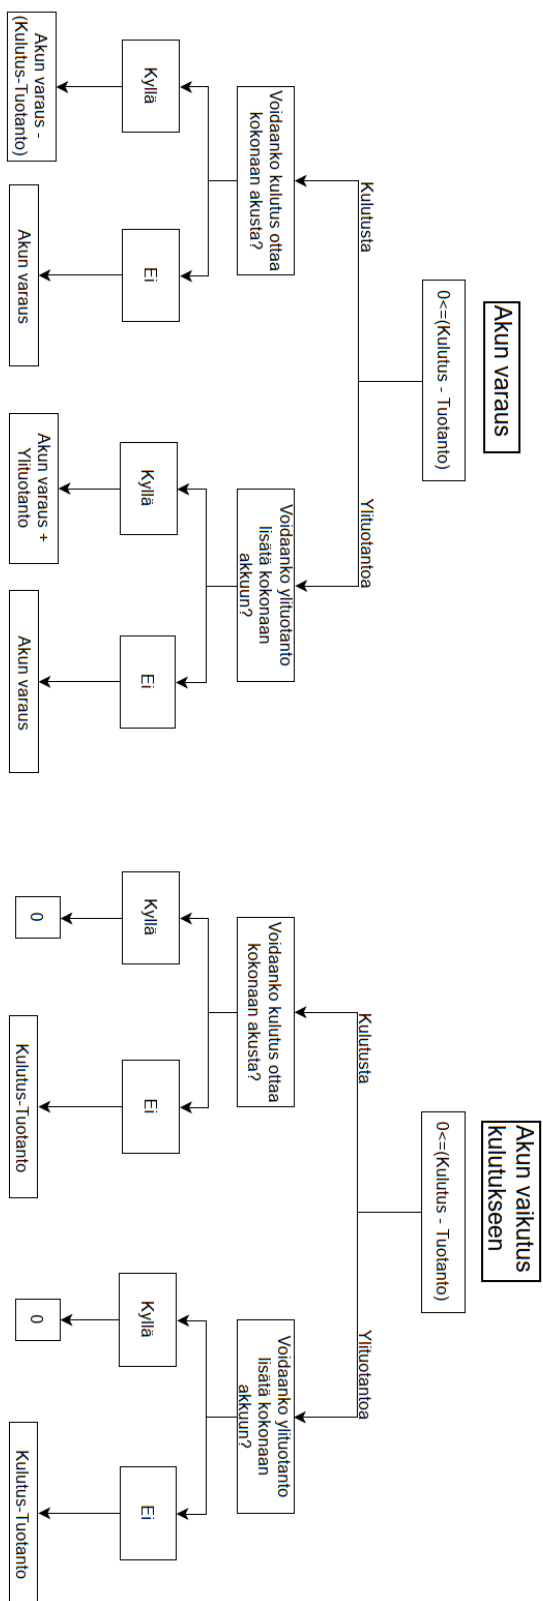 Akun varaus
0<=(Kulutus - Tuotanto)
Kulutusta
Ylituotantoa
Voidaanko kulutus ottaa
kokonaan akusta?
Voidaanko ylituotanto
lisätä kokonaan
akkuun?
Kyllä
Ei
Kyllä
Ei
Akun varaus -
(Kulutus-Tuotanto)
Akun varaus
Akun varaus +
Ylituotanto
Akun varaus
Akun vaikutus
kulutukseen
0<=(Kulutus - Tuotanto)
Kulutusta
Ylituotantoa
Voidaanko kulutus ottaa
kokonaan akusta?
Voidaanko ylituotanto
lisätä kokonaan
akkuun?
Kyllä
Ei
Kyllä
Ei
0
Kulutus-Tuotanto
0
Kulutus-Tuotanto